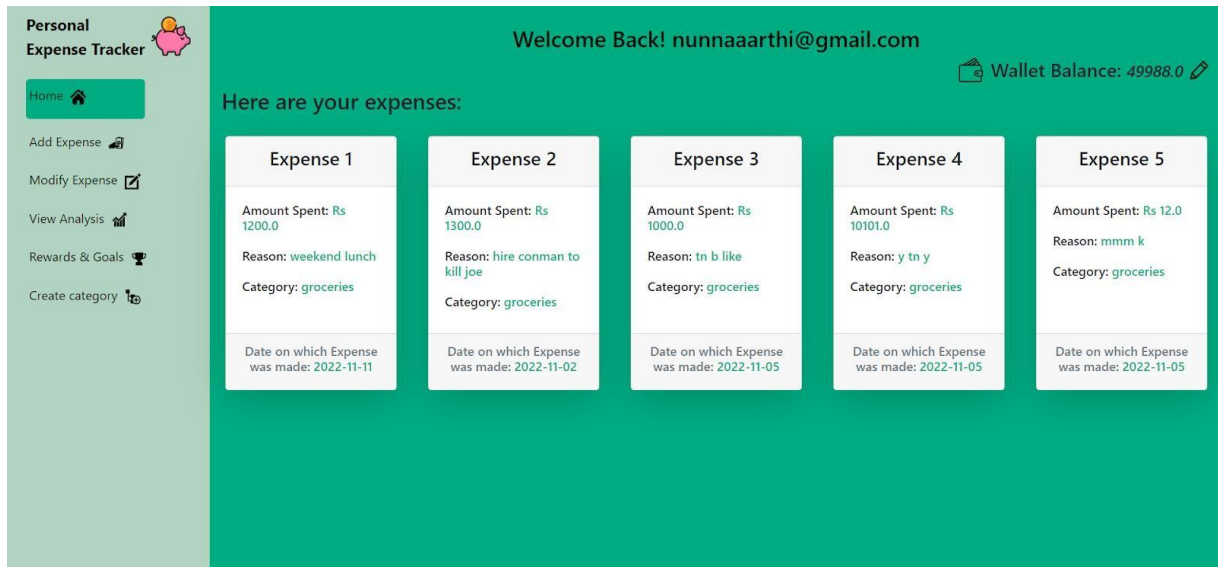 Personal
Expense Tracker
Home
Add Expense
Modify Expense
View Analysis
Rewards & Goals
Create category
Welcome Back! nunnaaarthi@gmail.com
Wallet Balance: 49988.0
Here are your expenses:
Expense 1
Amount Spent: Rs
1200.0
Reason: weekend lunch
Category: groceries
Date on which Expense
was made: 2022-11-11
Expense 2
Amount Spent: Rs
1300.0
Reason: hire conman to
kill joe
Category: groceries
Date on which Expense
was made: 2022-11-02
Expense 3
Amount Spent: Rs
1000.0
Reason: tn b like
Category: groceries
Date on which Expense
was made: 2022-11-05
Expense 4
Amount Spent: Rs
10101.0
Reason: y tn y
Category: groceries
Date on which Expense
was made: 2022-11-05
Expense 5
Amount Spent: Rs 12.0
Reason: mmm k
Category: groceries
Date on which Expense
was made: 2022-11-05